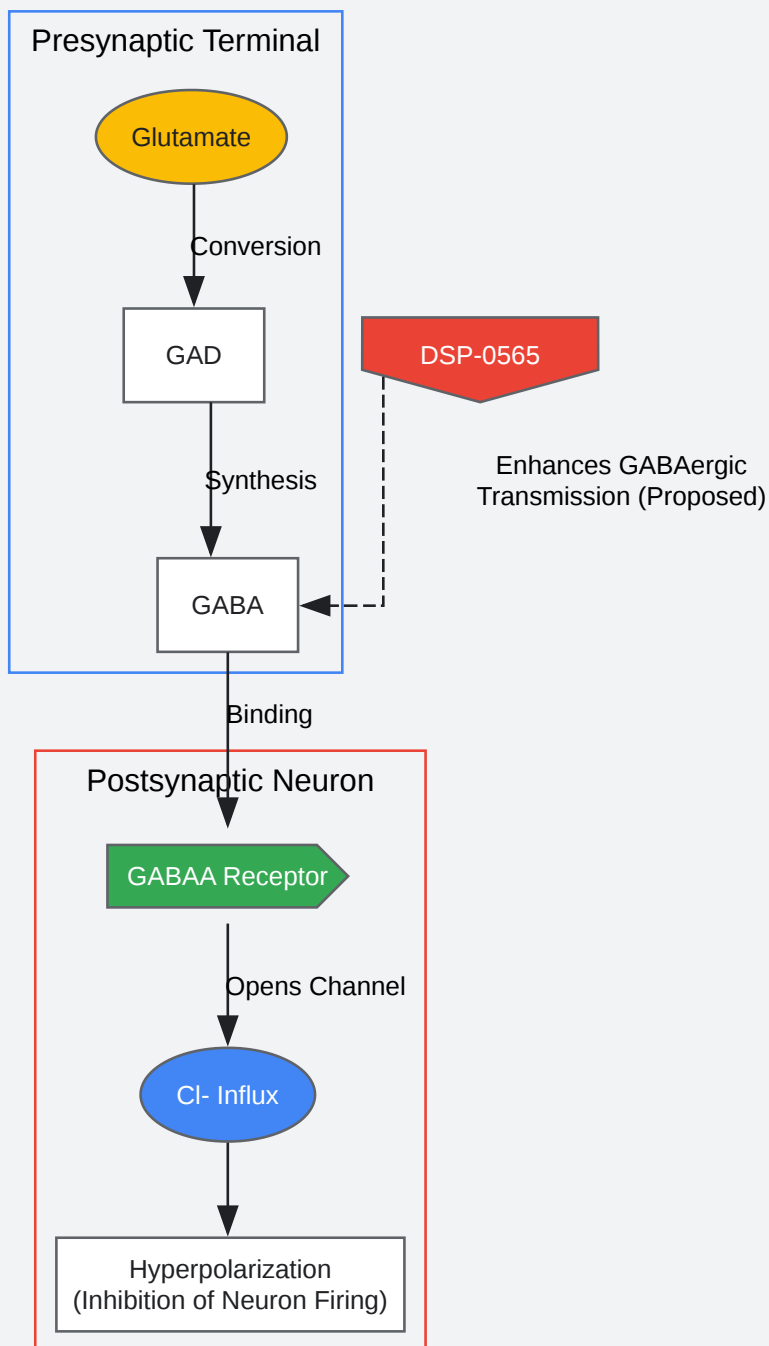 Presynaptic Terminal
Glutamate
Conversion
GAD
DSP-0565
Enhances GABAergic
Transmission (Proposed)
Synthesis
GABA
Binding
Postsynaptic Neuron
GABAA Receptor
Opens Channel
Cl- Influx
Hyperpolarization
(Inhibition of Neuron Firing)